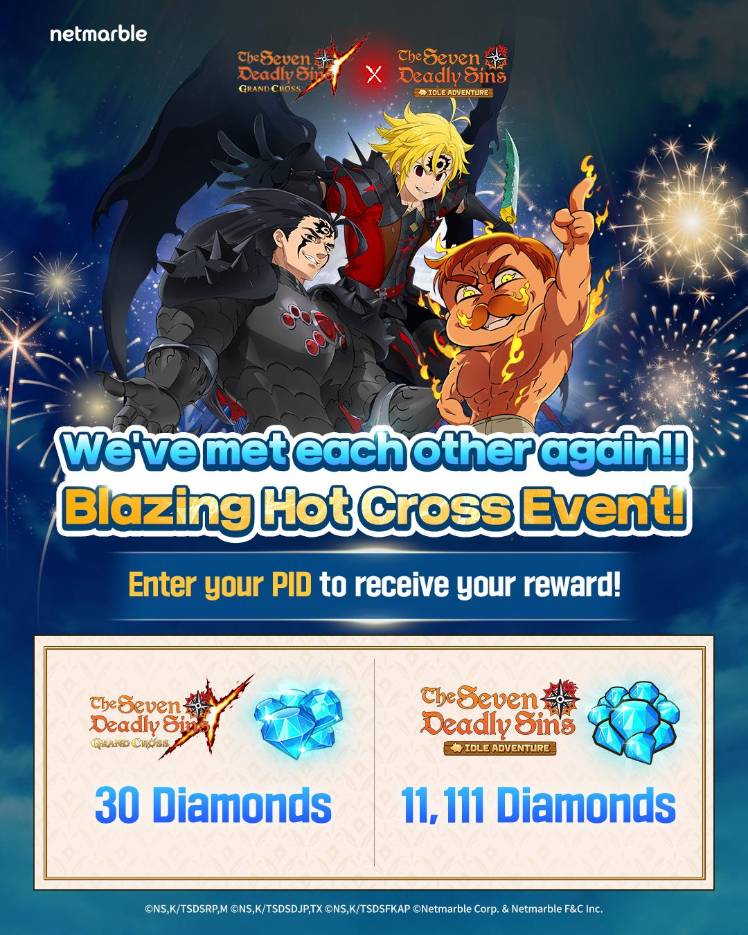 netmarble
The Seven
Deadly Sins
GRAND CROSS
X
The Seven
Deadly Sins
IDLE ADVENTURE
We've met each other again!!
Blazing Hot Cross Event!
Enter your PID to receive your reward!
The Seven
Deadly Sins
GRAND CROSS
30 Diamonds
The Seven
Deadly Sins
IDLE ADVENTURE
11,111 Diamonds
©NS,K/TSDSRP,M ©NS,K/TSDSDJP,TX ©NS,K/TSDSFKAP ©Netmarble Corp. & Netmarble F&C Inc.